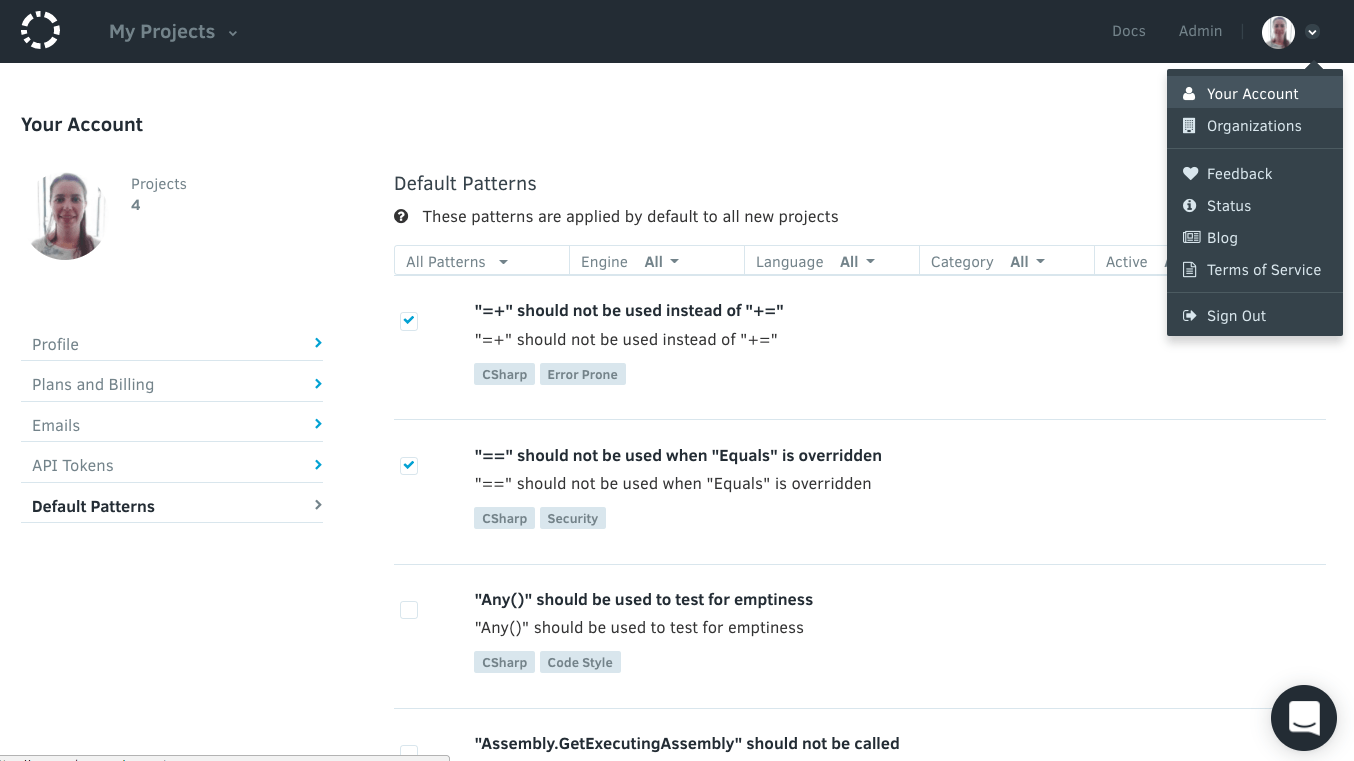 My Projects
Docs
Admin
Your Account
Organizations
Feedback
Status
Blog
Terms of Service
Sign Out
Your Account
Projects
4
Profile
Plans and Billing
Emails
API Tokens
Default Patterns
Default Patterns
These patterns are applied by default to all new projects
All Patterns Engine All Language All Category All Active
"=+" should not be used instead of "+="
"=+" should not be used instead of "+="
CSharp Error Prone
"==" should not be used when "Equals" is overridden
"==" should not be used when "Equals" is overridden
CSharp Security
"Any()" should be used to test for emptiness
"Any()" should be used to test for emptiness
CSharp Code Style
"Assembly.GetExecutingAssembly" should not be called